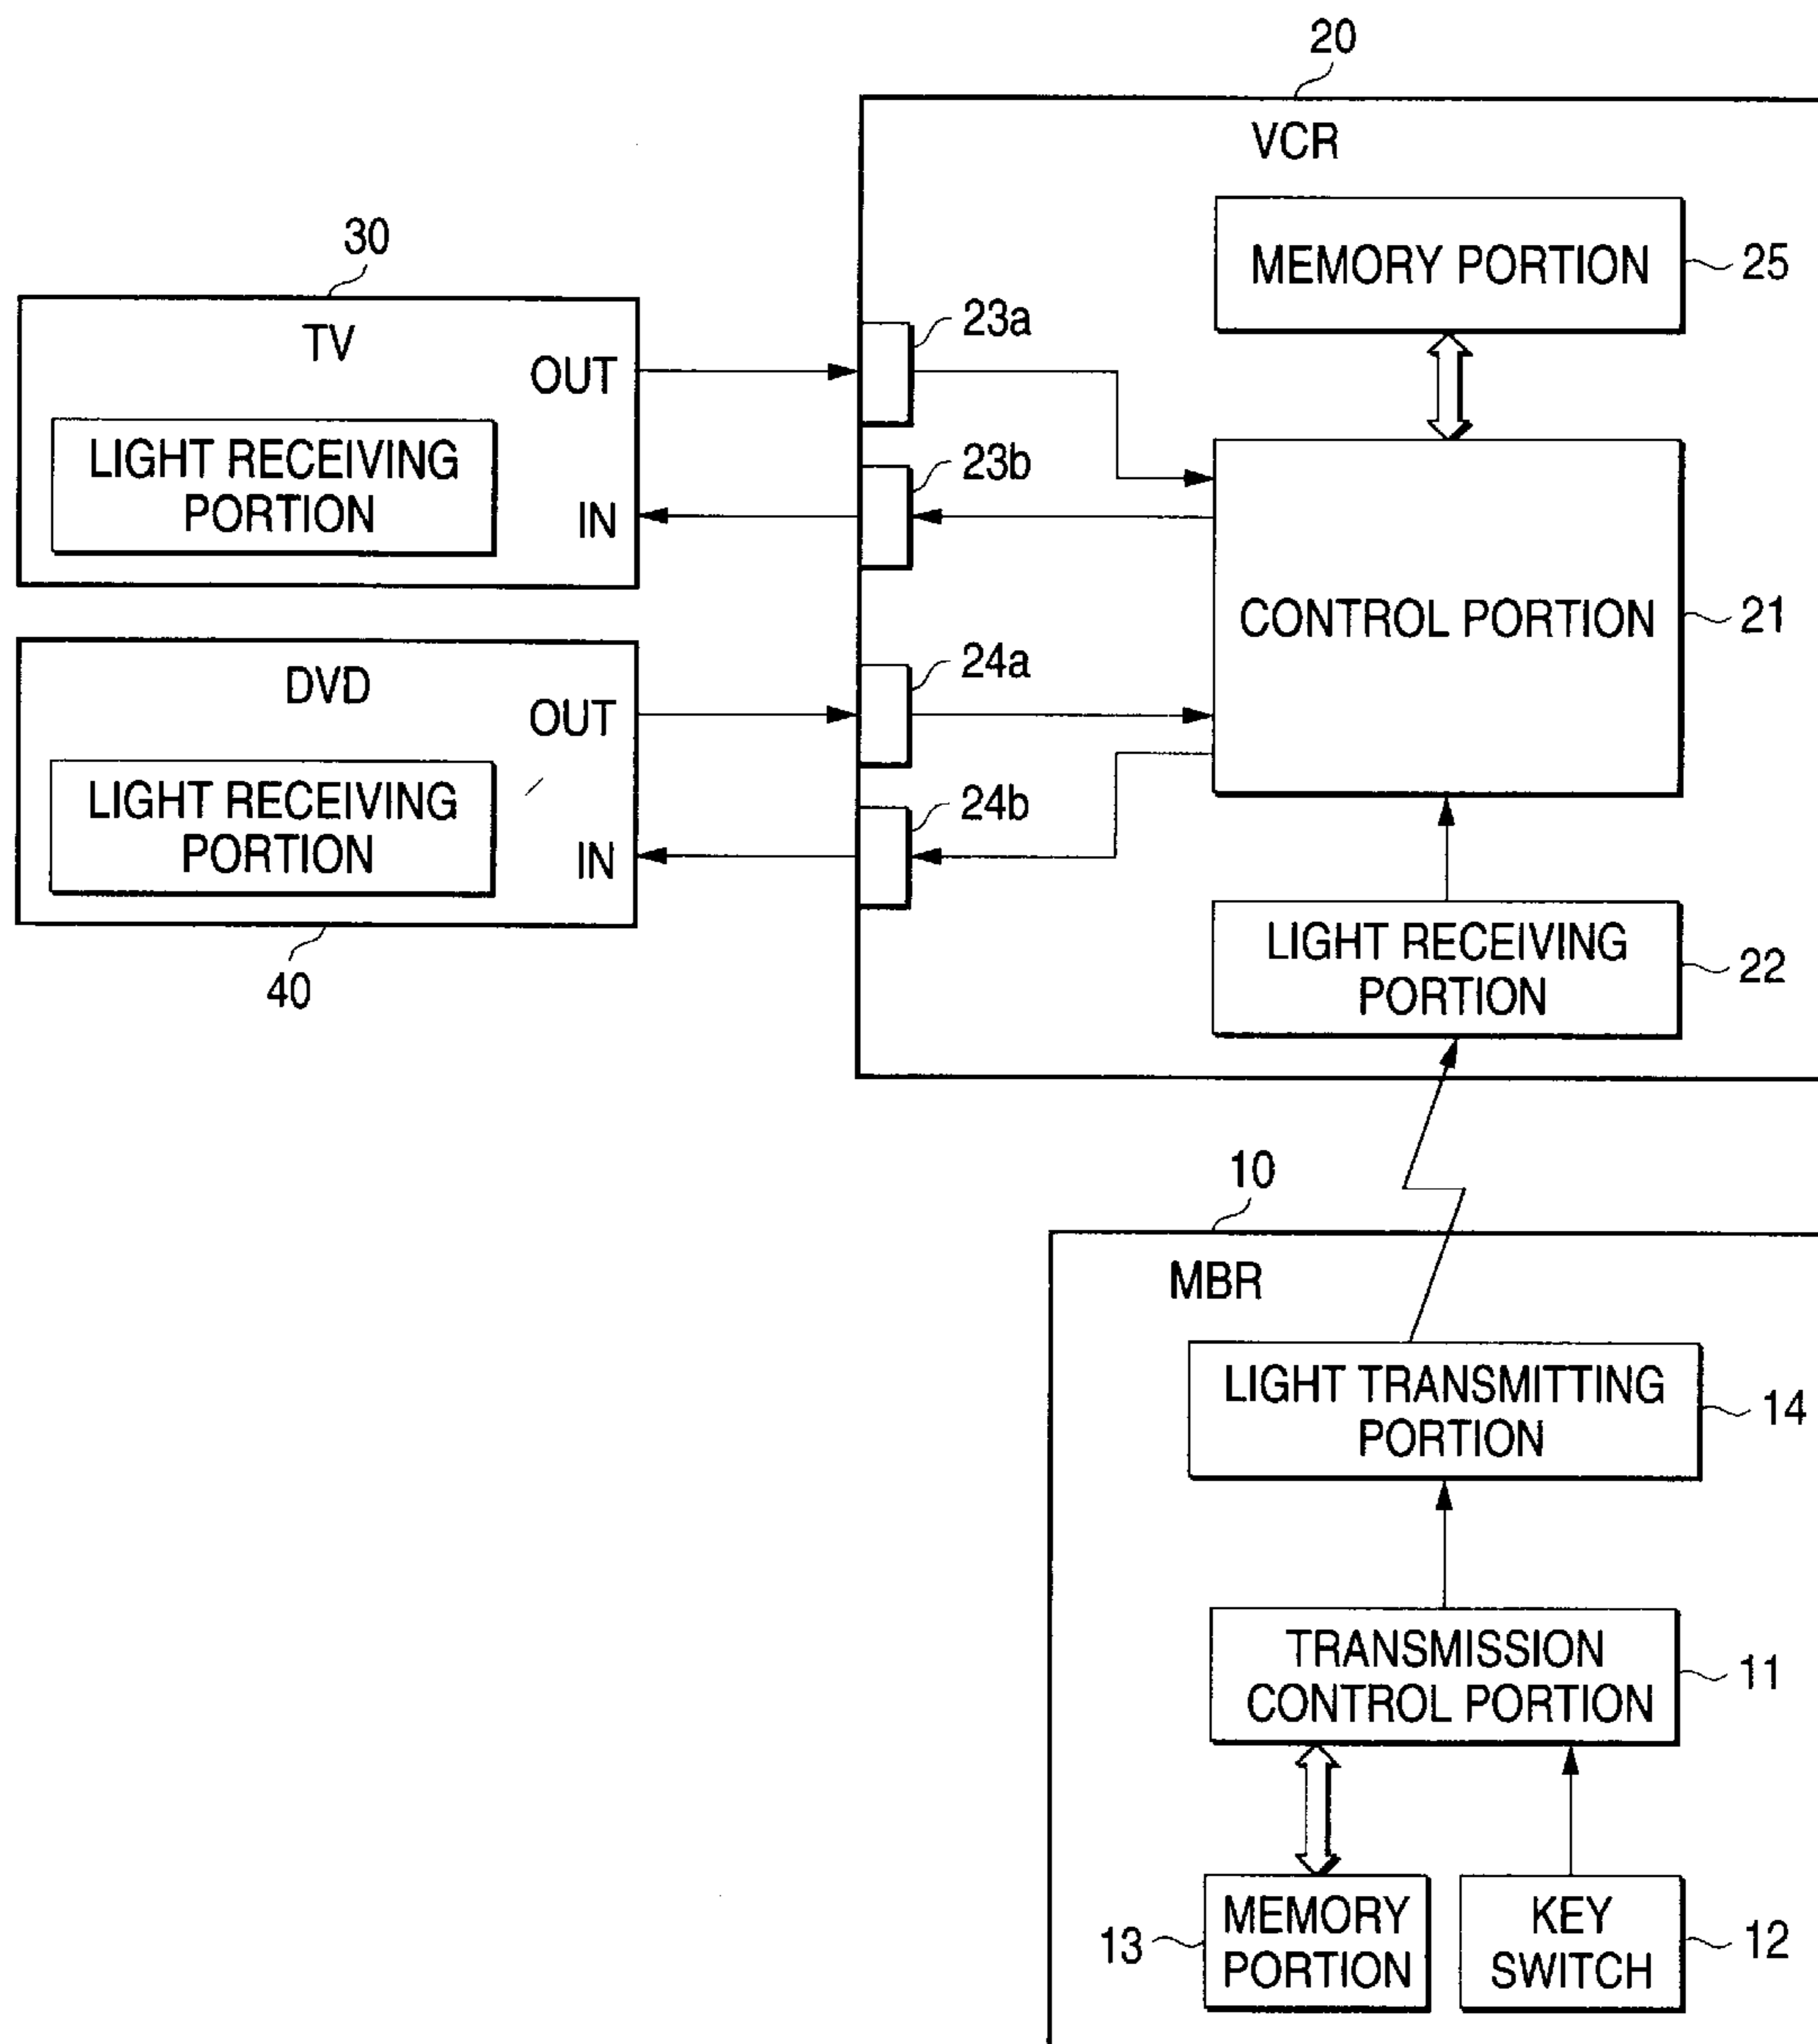 20
VCR
MEMORY PORTION
25
30
TV
OUT
LIGHT RECEIVING
PORTION
IN
23a
23b
CONTROL PORTION
21
DVD
OUT
LIGHT RECEIVING
PORTION
IN
40
24a
24b
LIGHT RECEIVING
PORTION
22
10
MBR
LIGHT TRANSMITTING
PORTION
14
TRANSMISSION
CONTROL PORTION
11
13
MEMORY
PORTION
KEY
SWITCH
12